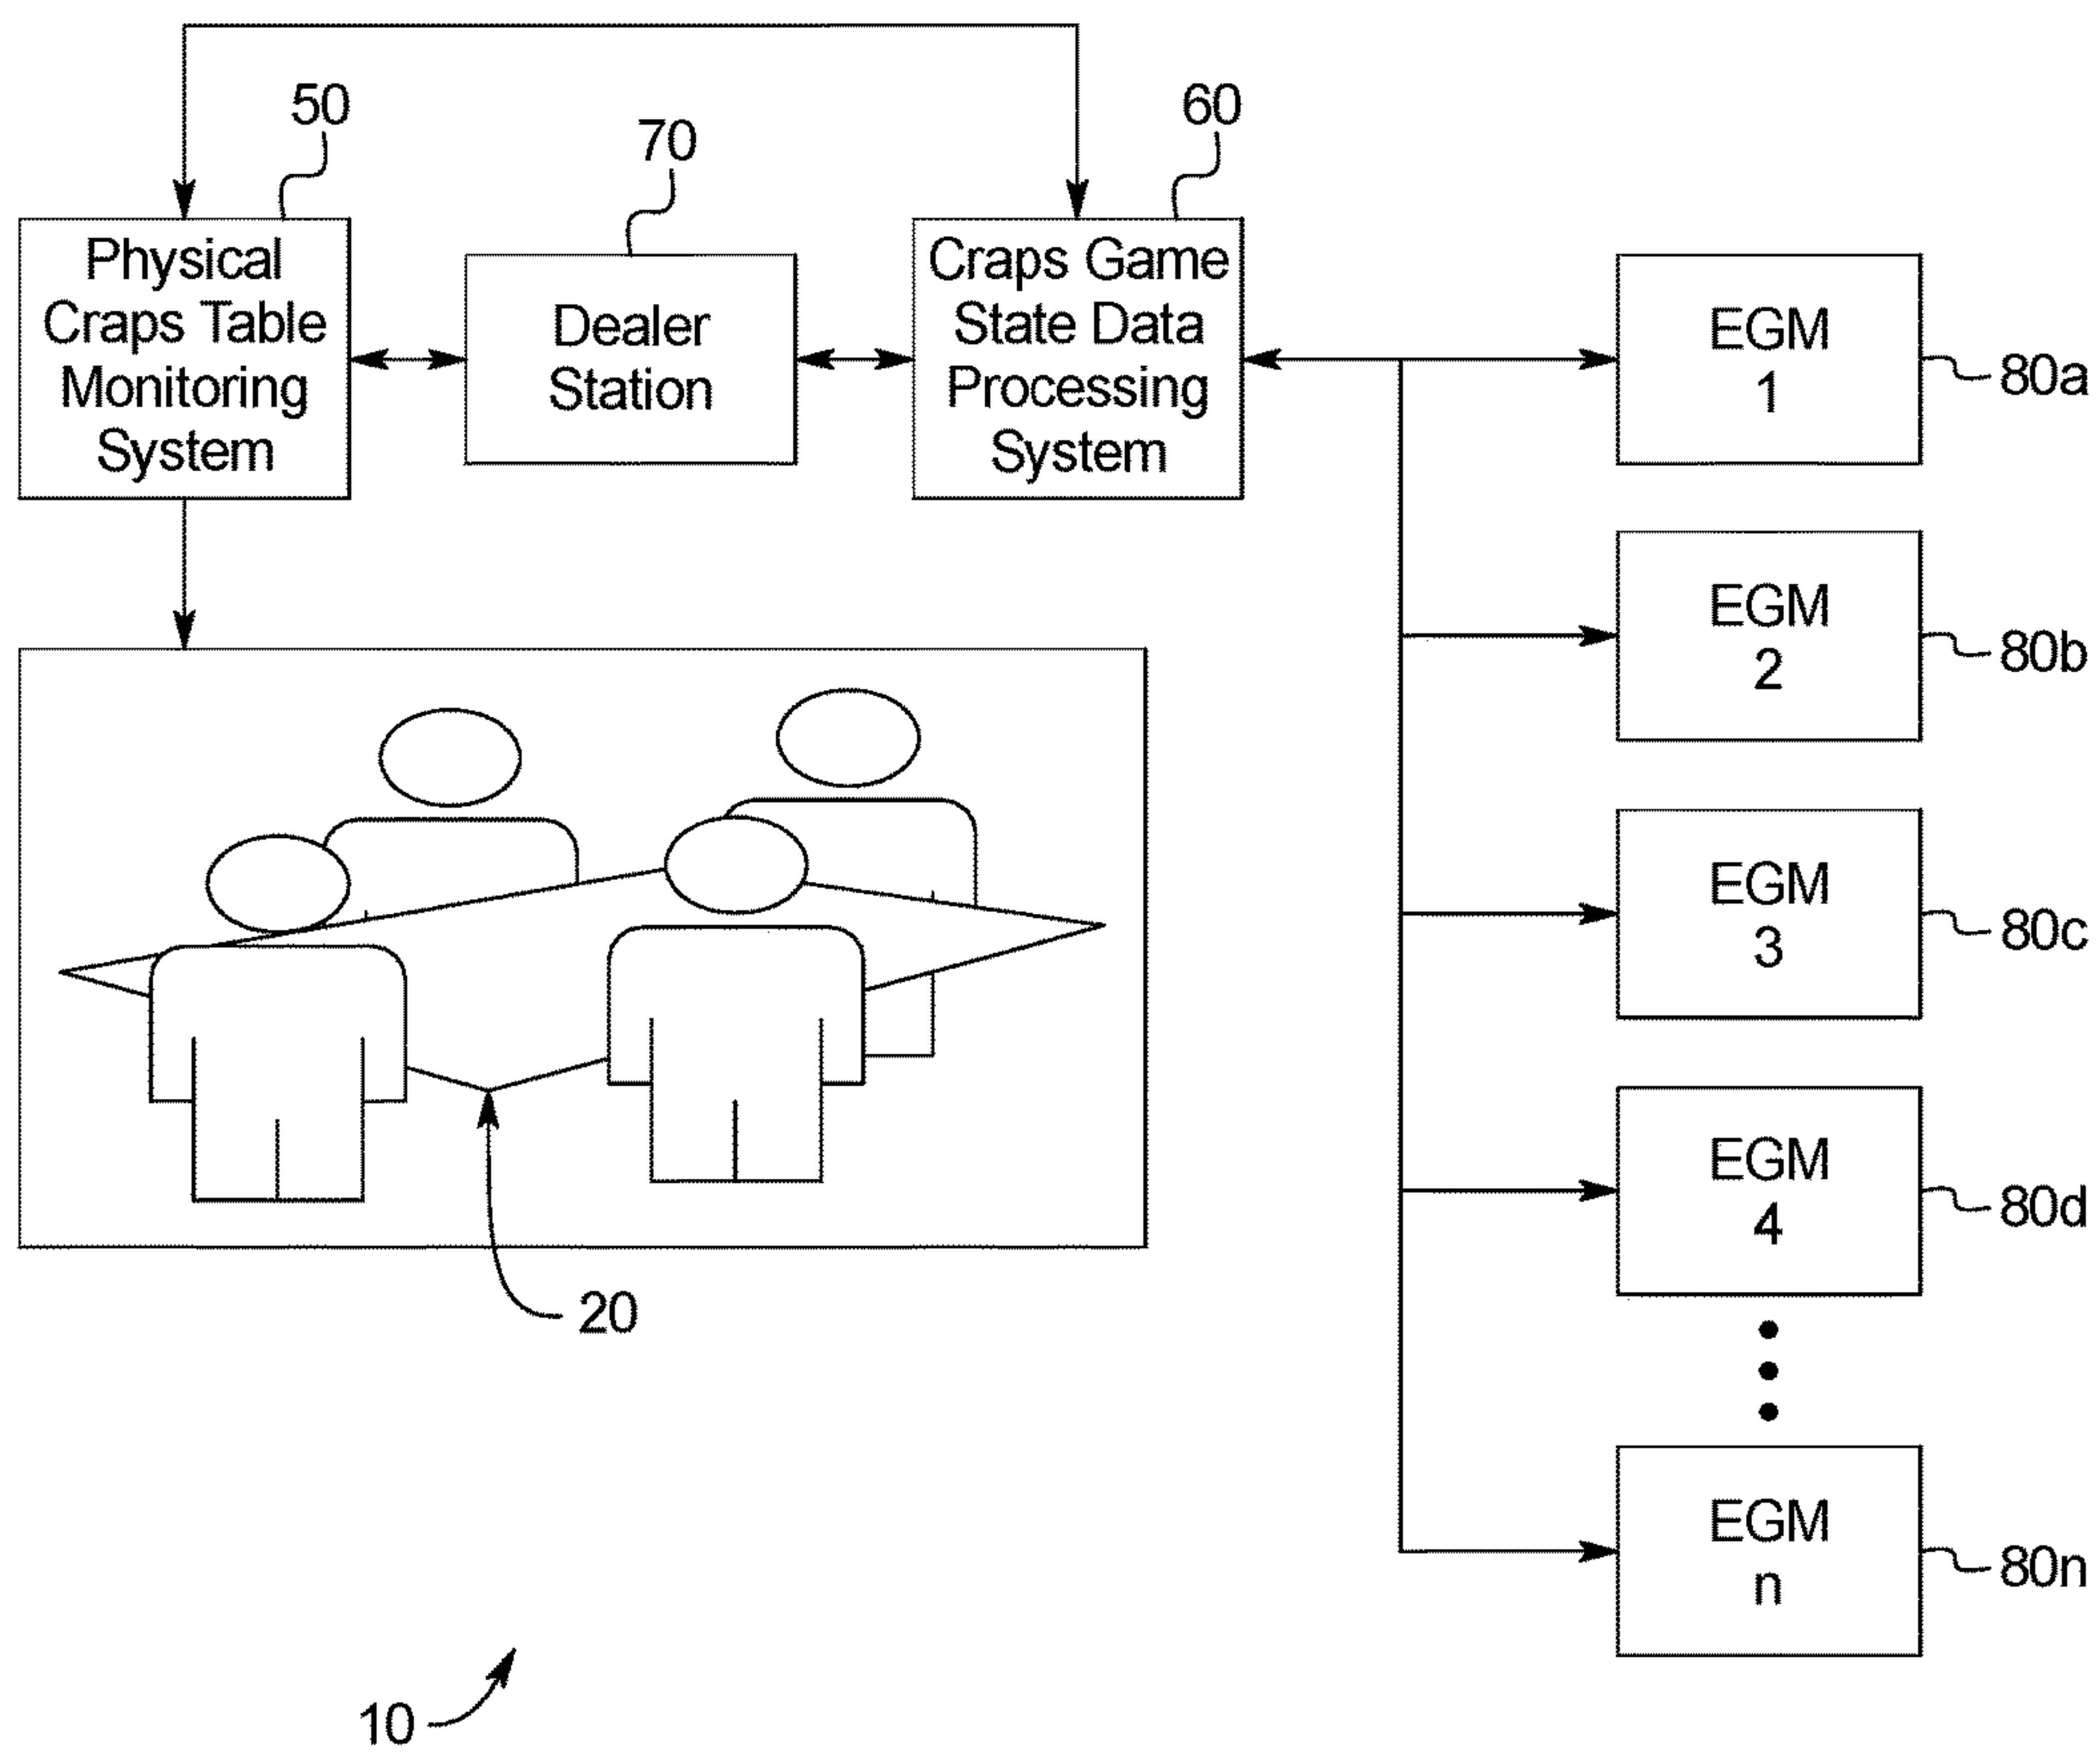 50
70
60
Physical
Craps Table
Monitoring
System
Dealer
Station
Craps Game
State Data
Processing
System
EGM
1
80a
EGM
2
80b
EGM
3
80c
EGM
4
80d
EGM
n
80n
20
10